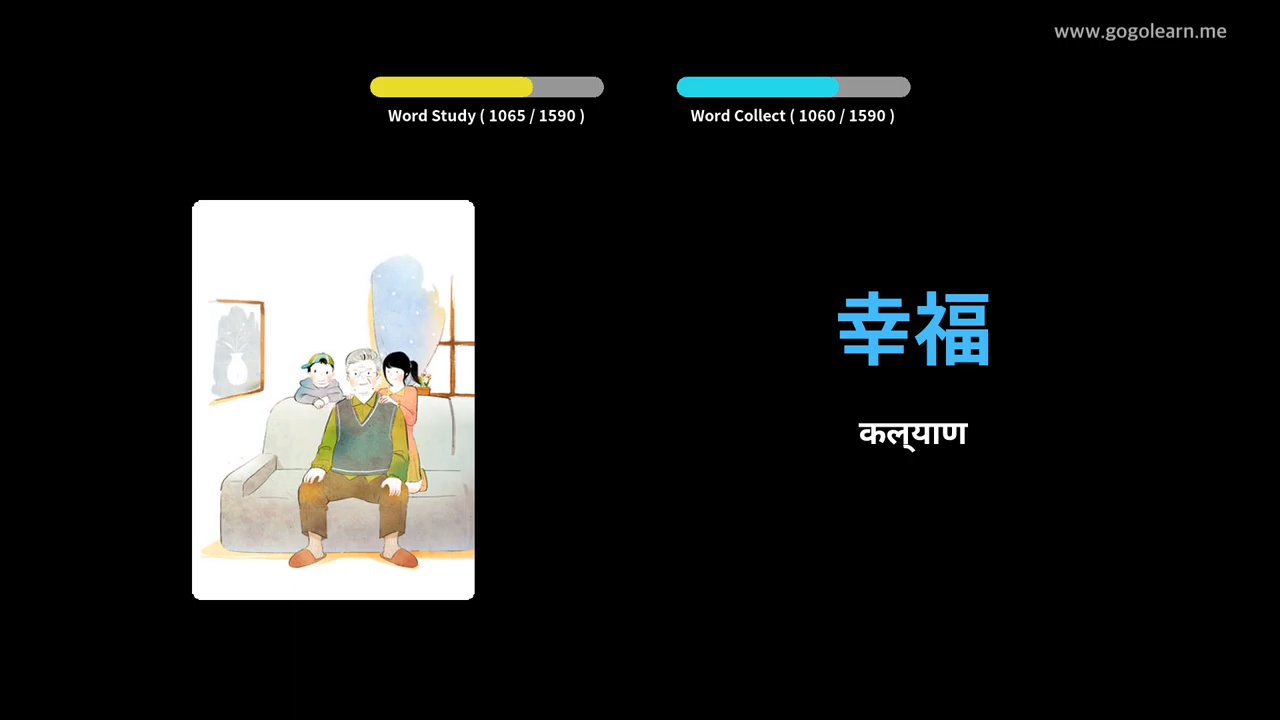 www.gogolearn.me
Word Study ( 1065 / 1590 )
Word Collect ( 1060 / 1590 )
幸福
कल्‌याण